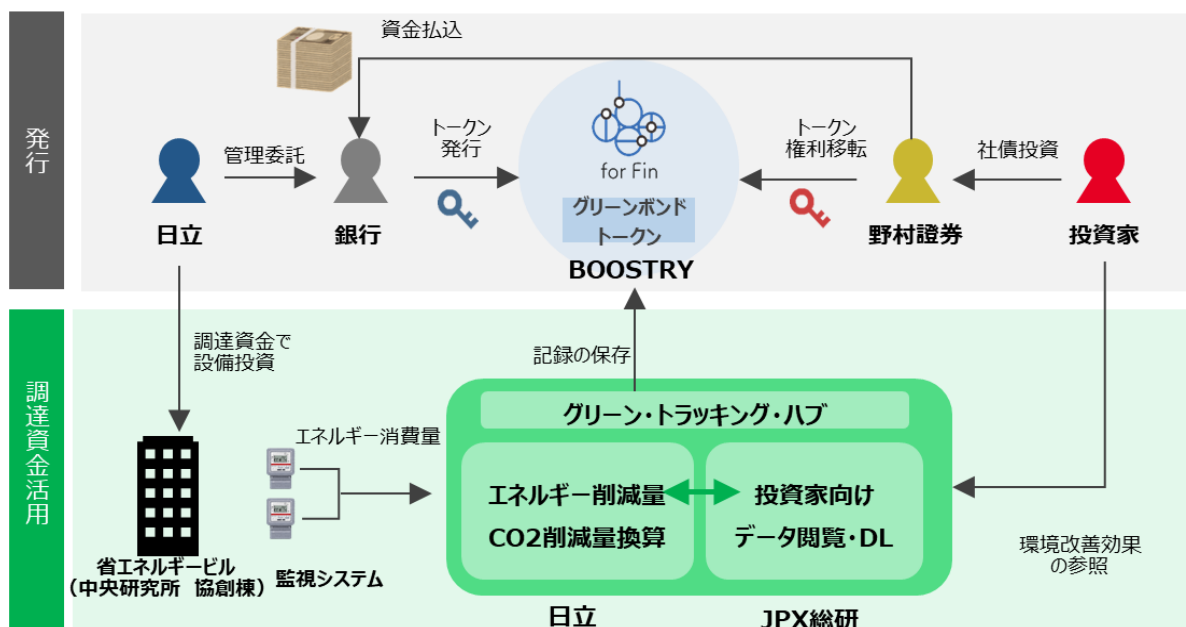 発行
資金払込
管理委託
トークン
発行
for Fin
グリーンボンド
トークン
BOOSTRY
トークン
権利移転
社債投資
日立
銀行
野村證券
投資家
調達資金活用
調達資金で
設備投資
記録の保存
グリーン・トラッキング・ハブ
エネルギー消費量
エネルギー削減量
CO2削減量換算
投資家向け
データ閲覧・DL
環境改善効果
の参照
省エネルギービル
(中央研究所 協創棟)
監視システム
日立
JPX総研